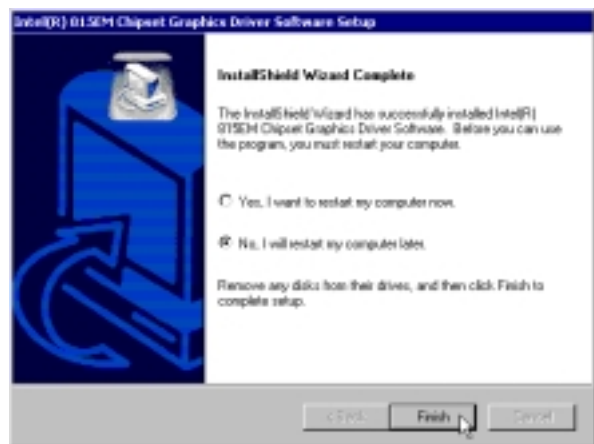 Intel(R) 815EM Chipset Graphics Driver Software Setup
InstallShield Wizard Complete
The InstallShield Wizard has successfully installed Intel(R)
815EM Chipset Graphics Driver Software. Before you can use
the program, you must restart your computer.
Yes, I want to restart my computer now.
No, I will restart my computer later.
Remove any disks from their drives, and then click Finish to
complete setup.
< Back Finish Cancel